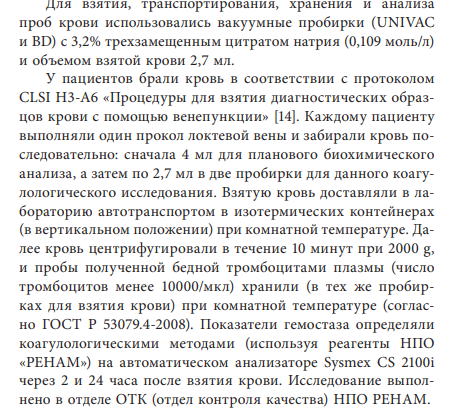 Для взятия, транспортирования, хранения и анализа
проб крови использовались вакуумные пробирки (UNIVAC
и BD) с 3,2% трехзамещенным цитратом натрия (0,109 моль/л)
и объемом взятой крови 2,7 мл.
У пациентов брали кровь в соответствии с протоколом
CLSI H3-A6 «Процедуры для взятия диагностических образ-
цов крови с помощью венепункции» [14]. Каждому пациенту
выполняли один прокол локтевой вены и забирали кровь по-
следовательно: сначала 4 мл для планового биохимического
анализа, а затем по 2,7 мл в две пробирки для данного коагу-
лологического исследования. Взятую кровь доставляли в ла-
бораторию автотранспортом в изотермических контейнерах
(в вертикальном положении) при комнатной температуре. Да-
лее кровь центрифугировали в течение 10 минут при 2000 g,
и пробы полученной бедной тромбоцитами плазмы (число
тромбоцитов менее 10000/мкл) хранили (в тех же пробир-
ках для взятия крови) при комнатной температуре (соглас-
но ГОСТ Р 53079.4-2008). Показатели гемостаза определяли
коагулологическими методами (используя реагенты НПО
«РЕНАМ») на автоматическом анализаторе Sysmex CS 2100i
через 2 и 24 часа после взятия крови. Исследование выпол-
нено в отделе ОТК (отдел контроля качества) НПО РЕНАМ.